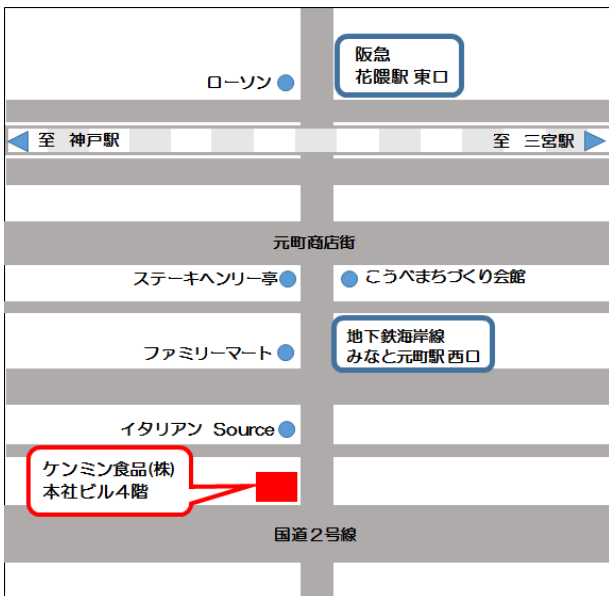 阪急
花隈駅 東口
ローソン
至 神戸駅
至 三宮駅
元町商店街
ステーキヘンリー亭
こうべまちづくり会館
地下鉄海岸線
みなと元町駅 西口
ファミリーマート
イタリアン Source
ケンミン食品(株)
本社ビル4階
国道2号線